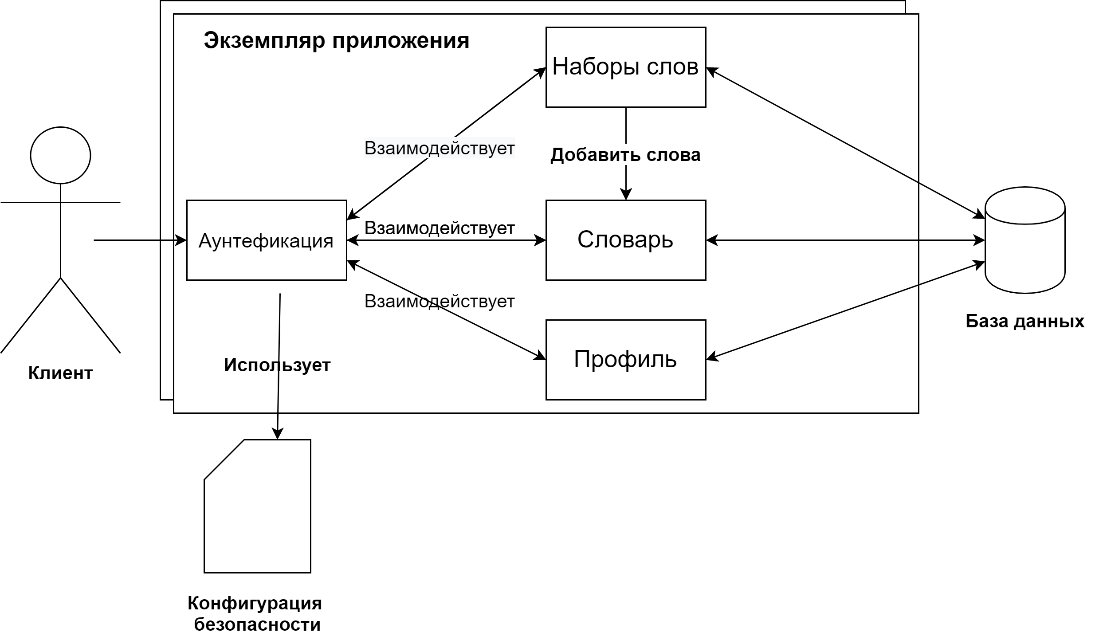 Экземпляр приложения
Наборы слов
Взаимодействует
Добавить слова
Взаимодействует
Аунтефикация
Словарь
Взаимодействует
База данных
Профиль
Использует
Клиент
Конфигурация
безопасности